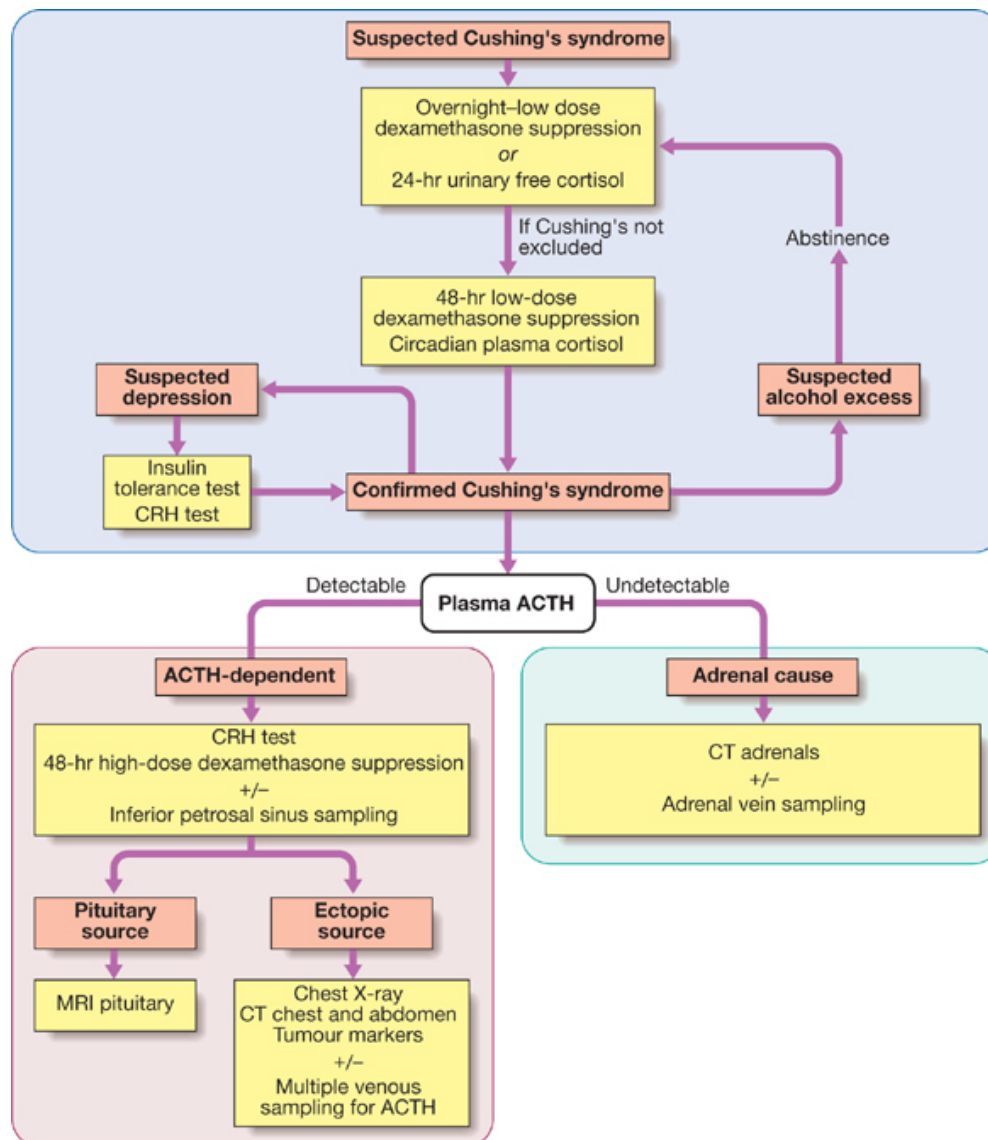 Suspected Cushing's syndrome
Overnight–low dose
dexamethasone suppression
or
24-hr urinary free cortisol
If Cushing's not
excluded
Abstinence
48-hr low-dose
dexamethasone suppression
Circadian plasma cortisol
Suspected
depression
Suspected
alcohol excess
Insulin
tolerance test
CRH test
Confirmed Cushing's syndrome
Detectable
Plasma ACTH
Undetectable
ACTH-dependent
CRH test
48-hr high-dose dexamethasone suppression
+/–
Inferior petrosal sinus sampling
Adrenal cause
CT adrenals
+/–
Adrenal vein sampling
Pituitary
source
Ectopic
source
MRI pituitary
Chest X-ray
CT chest and abdomen
Tumour markers
+/–
Multiple venous
sampling for ACTH